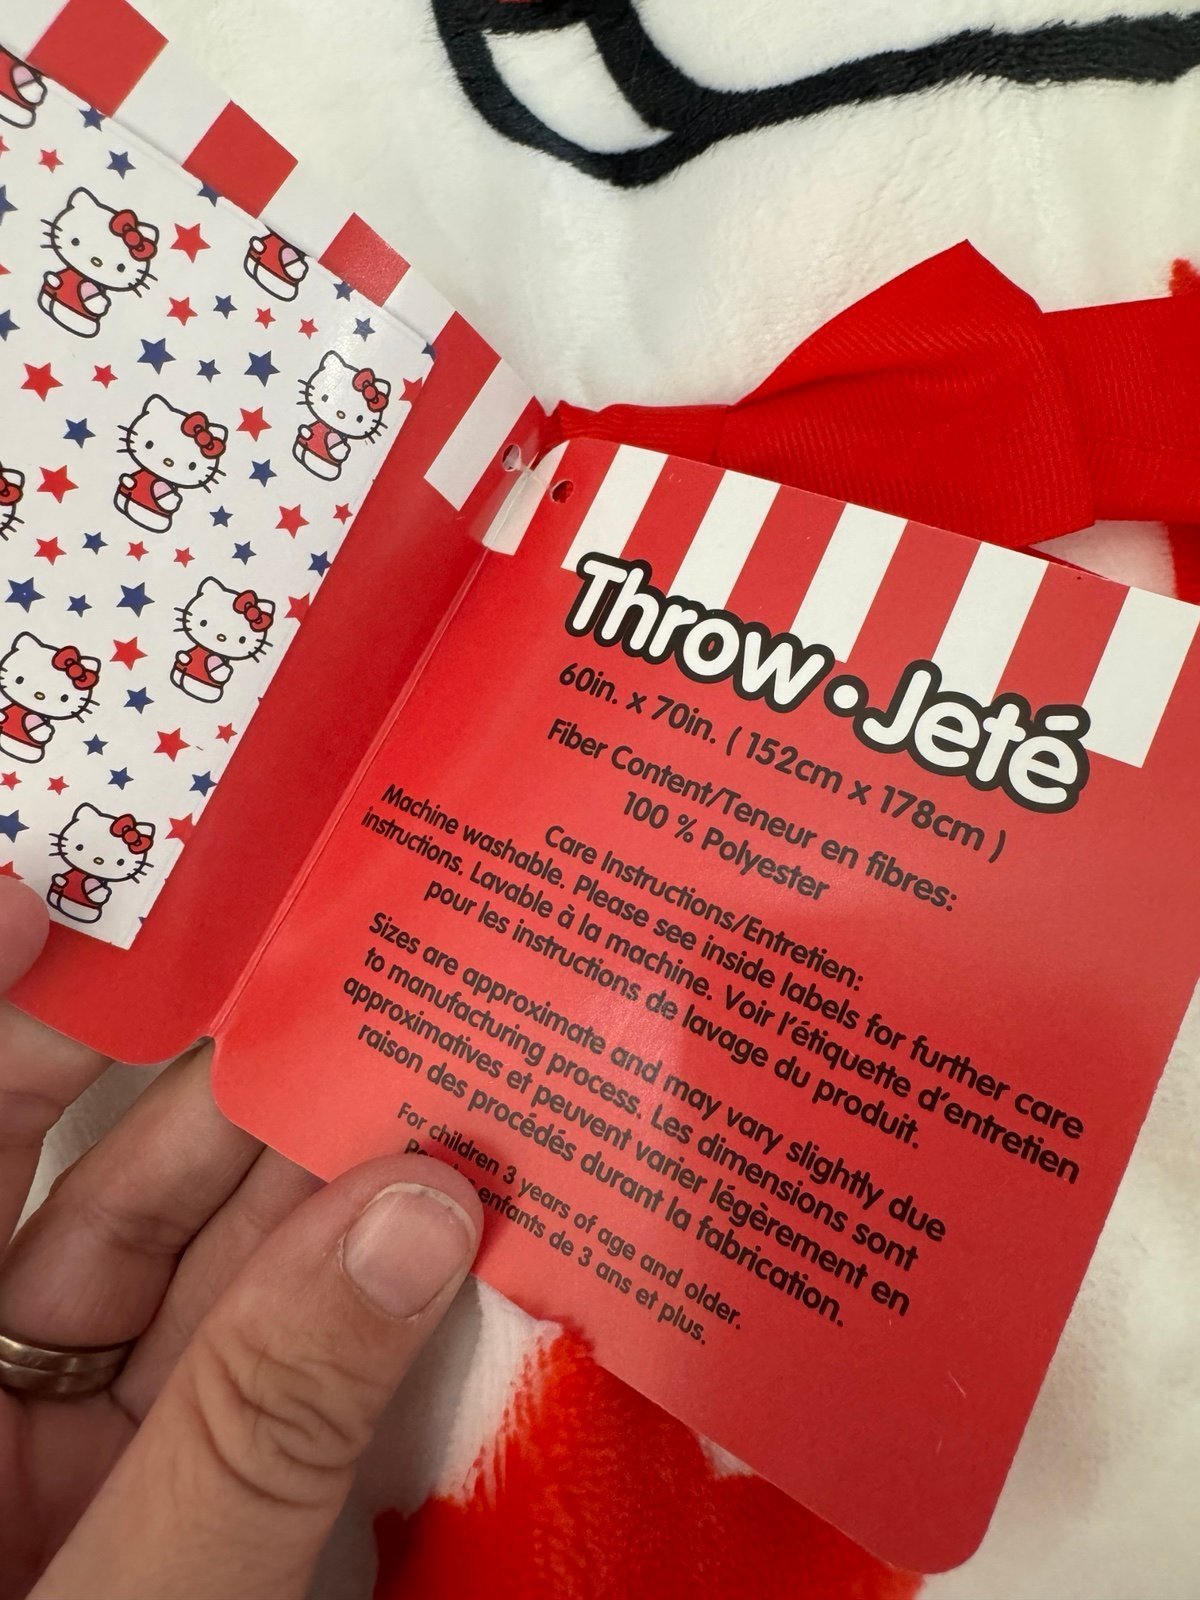 Throw • Jeté
60in. x 70in. ( 152cm x 178cm )
Fiber Content/Teneur en fibres:
100 % Polyester
Care Instructions/Entretien:
Machine washable. Please see inside labels for further care
instructions. Lavable à la machine. Voir l'étiquette d'entretien
pour les instructions de lavage du produit.
Sizes are approximate and may vary slightly due
to manufacturing process. Les dimensions sont
approximatives et peuvent varier légèrement en
raison des procédés durant la fabrication.
For children 3 years of age and older.
enfants de 3 ans et plus.